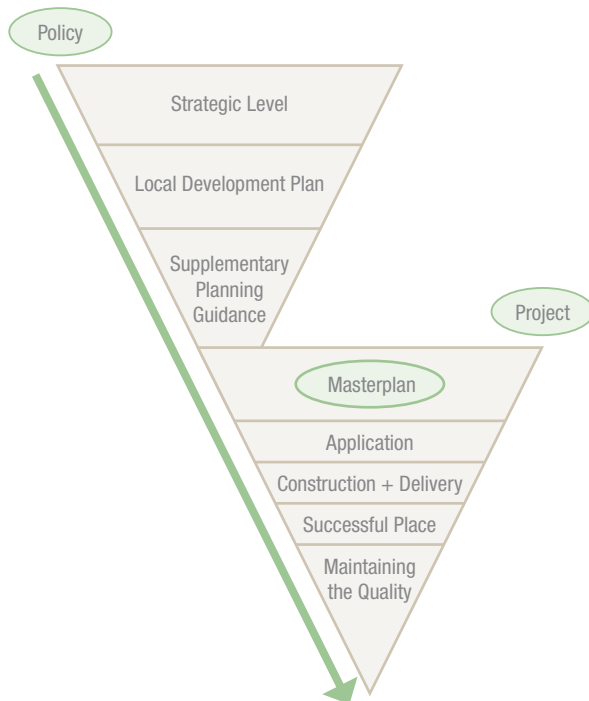 Policy
Strategic Level
Local Development Plan
Supplementary
Planning
Guidance
Project
Masterplan
Application
Construction + Delivery
Successful Place
Maintaining
the Quality